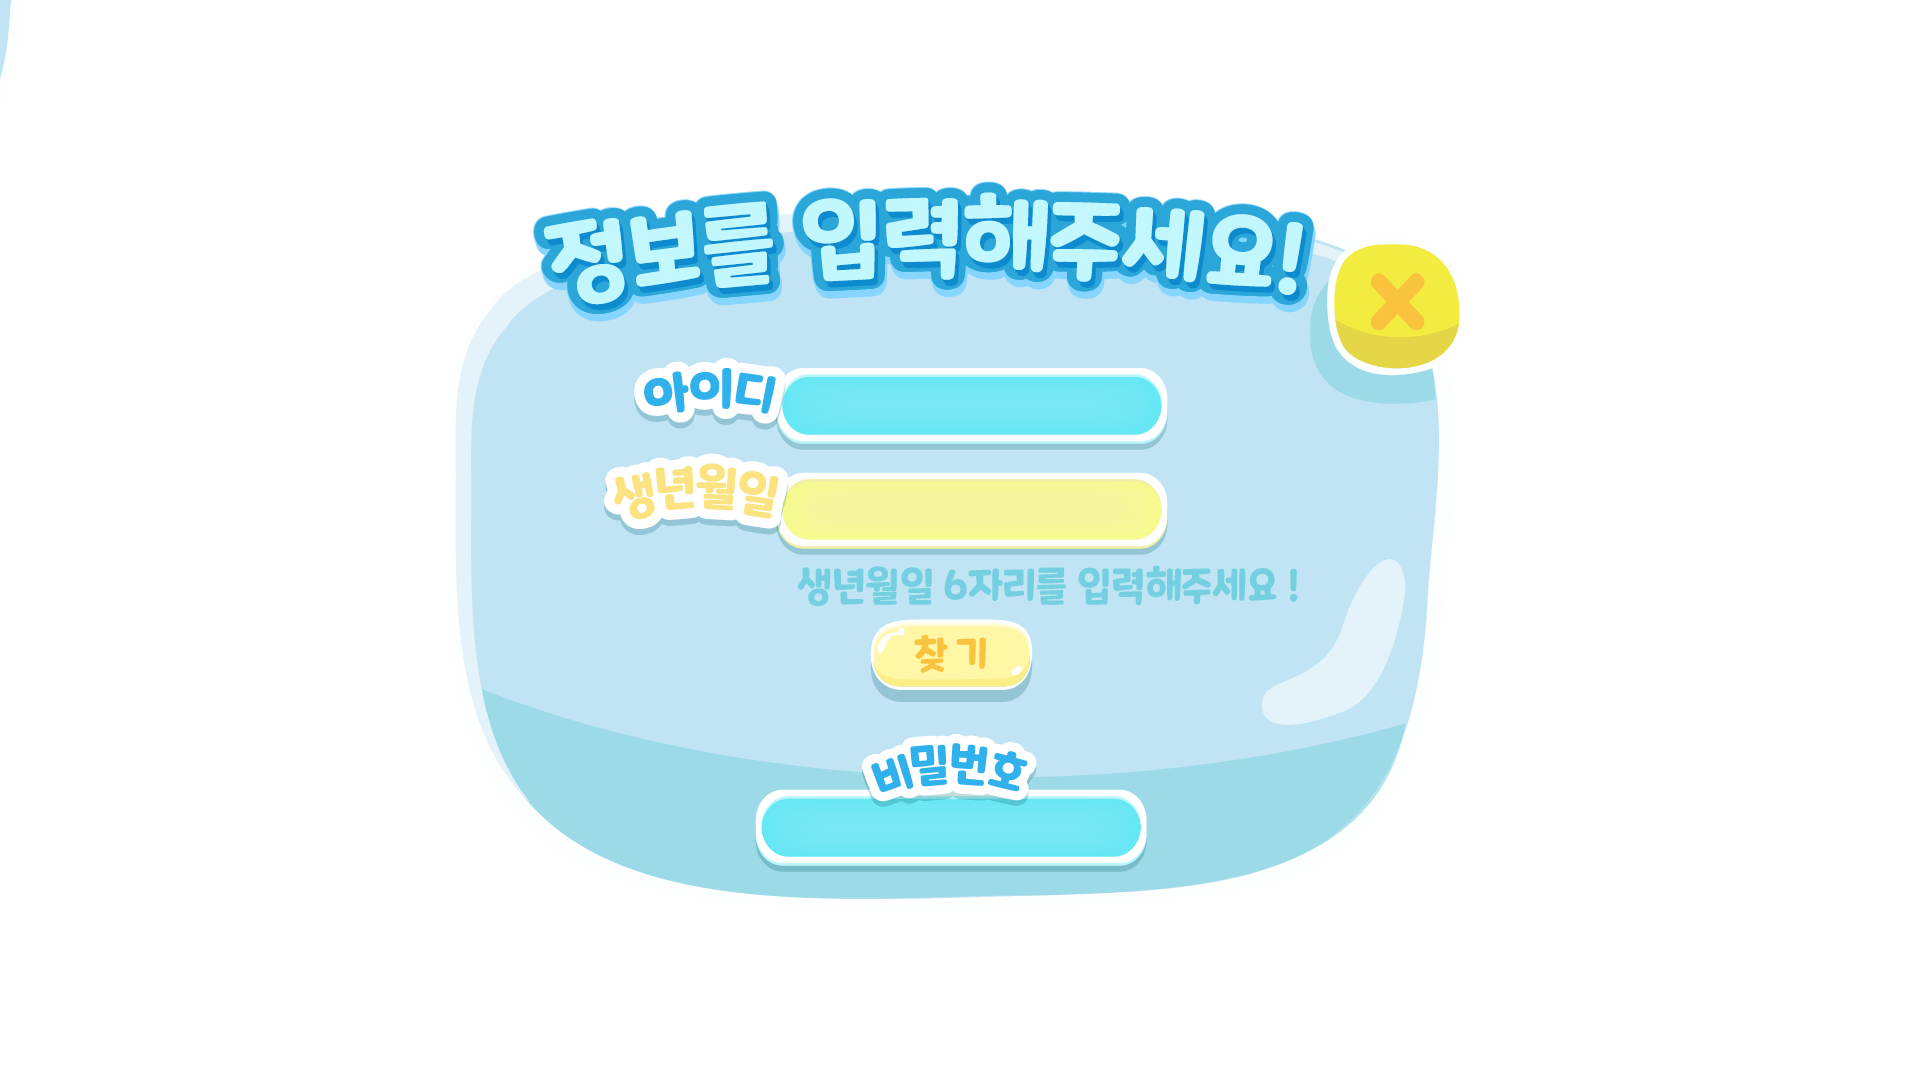 정보를 입력해주세요!
아이디
생년월일
생년월일 6자리를 입력해주세요 !
찾 기
비밀번호